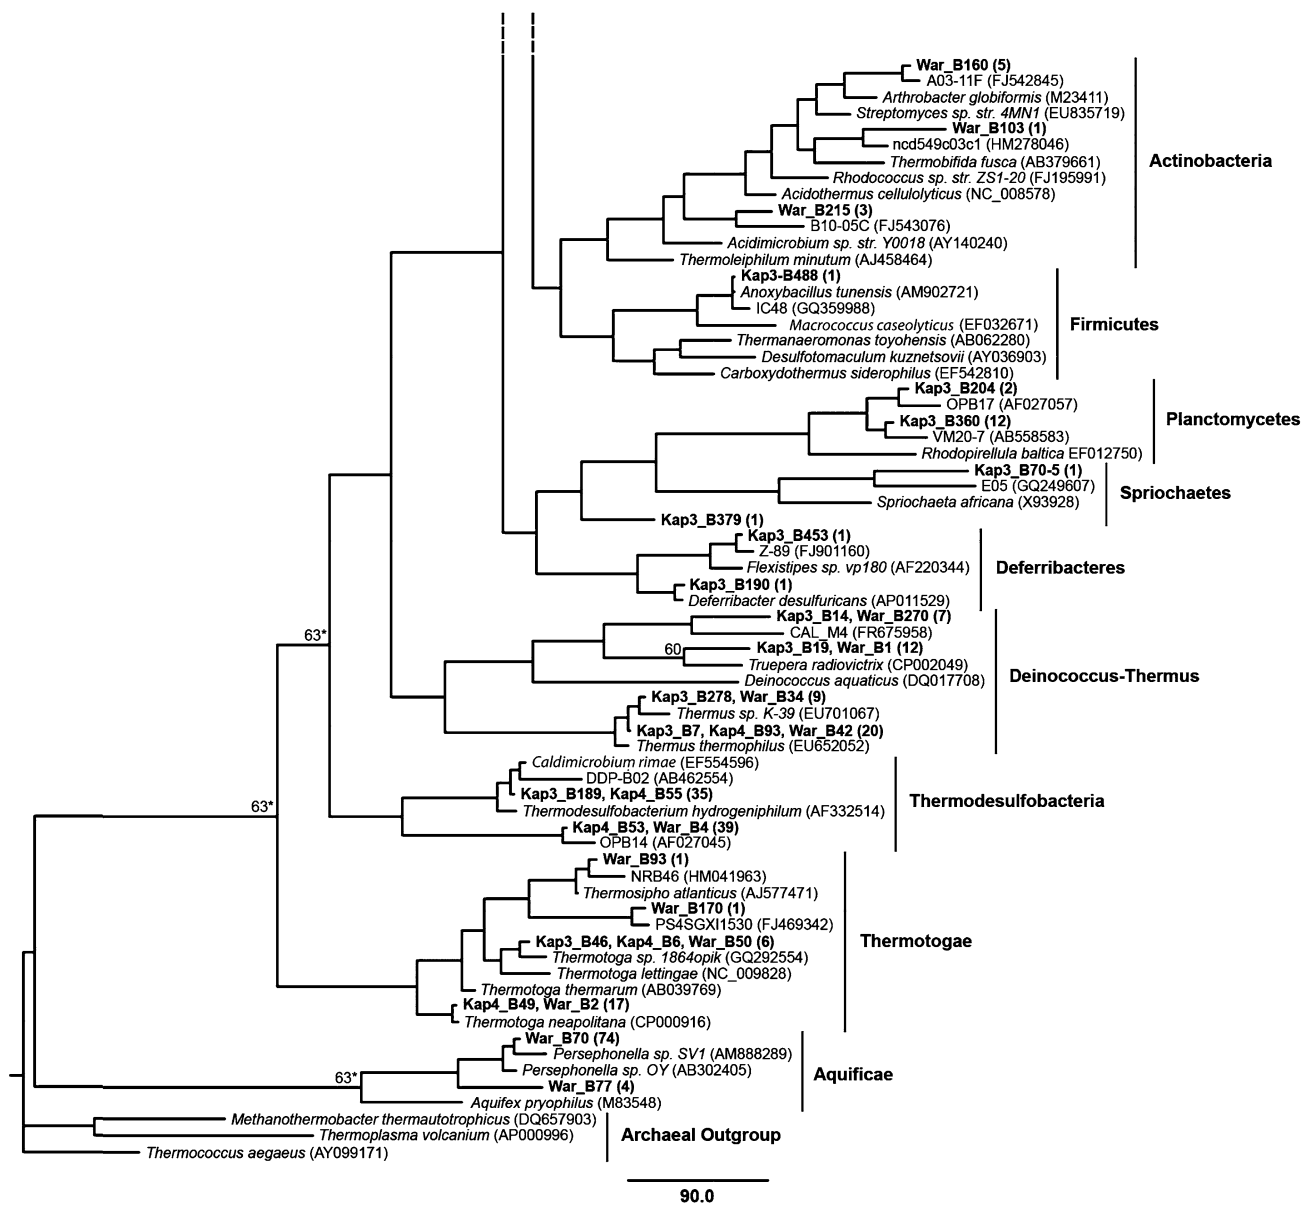 War_B160 (5)
A03-11F (FJ542845)
Arthrobacter globiformis (M23411)
Streptomyces sp. str. 4MN1 (EU835719)
War_B103 (1)
ncd549c03c1 (HM278046)
Thermobifida fusca (AB379661)
Rhodococcus sp. str. ZS1-20 (FJ195991)
Acidothermus cellulolyticus (NC_008578)
War_B215 (3)
B10-05C (FJ543076)
Acidimicrobium sp. str. Y0018 (AY140240)
Thermoleiphilum minutum (AJ458464)
Actinobacteria
Kap3-B488 (1)
Anoxybacillus tunensis (AM902721)
IC48 (GQ359988)
Macrococcus caseolyticus (EF032671)
Thermanaeromonas toyohensis (AB062280)
Desulfotomaculum kuznetsovii (AY036903)
Carboxydothermus siderophilus (EF542810)
Firmicutes
Kap3_B204 (2)
OPB17 (AF027057)
Kap3_B360 (12)
VM20-7 (AB558583)
Rhodopirellula baltica EF012750)
Planctomycetes
Kap3_B70-5 (1)
E05 (GQ249607)
Spriochaeta africana (X93928)
Spriochaetes
Kap3_B379 (1)
Kap3_B453 (1)
Z-89 (FJ901160)
Flexistipes sp. vp180 (AF220344)
Kap3_B190 (1)
Deferribacter desulfuricans (AP011529)
Deferribacteres
Kap3_B14, War_B270 (7)
CAL_M4 (FR675958)
60
Kap3_B19, War_B1 (12)
Truepera radiovictrix (CP002049)
Deinococcus aquaticus (DQ017708)
Kap3_B278, War_B34 (9)
Thermus sp. K-39 (EU701067)
Kap3_B7, Kap4_B93, War_B42 (20)
Thermus thermophilus (EU652052)
Deinococcus-Thermus
63*
Caldimicrobium rimae (EF554596)
DDP-B02 (AB462554)
Kap3_B189, Kap4_B55 (35)
Thermodesulfobacterium hydrogeniphilum (AF332514)
Kap4_B53, War_B4 (39)
OPB14 (AF027045)
Thermodesulfobacteria
63*
War_B93 (1)
NRB46 (HM041963)
Thermosipho atlanticus (AJ577471)
War_B170 (1)
PS4SGXI1530 (FJ469342)
Kap3_B46, Kap4_B6, War_B50 (6)
Thermotoga sp. 1864opik (GQ292554)
Thermotoga lettingae (NC_009828)
Thermotoga thermarum (AB039769)
Kap4_B49, War_B2 (17)
Thermotoga neapolitana (CP000916)
Thermotogae
63*
War_B70 (74)
Persephonella sp. SV1 (AM888289)
Persephonella sp. OY (AB302405)
War_B77 (4)
Aquifex pryophilus (M83548)
Aquificae
Methanothermobacter thermautotrophicus (DQ657903)
Thermoplasma volcanium (AP000996)
Thermococcus aegaeus (AY099171)
Archaeal Outgroup
90.0